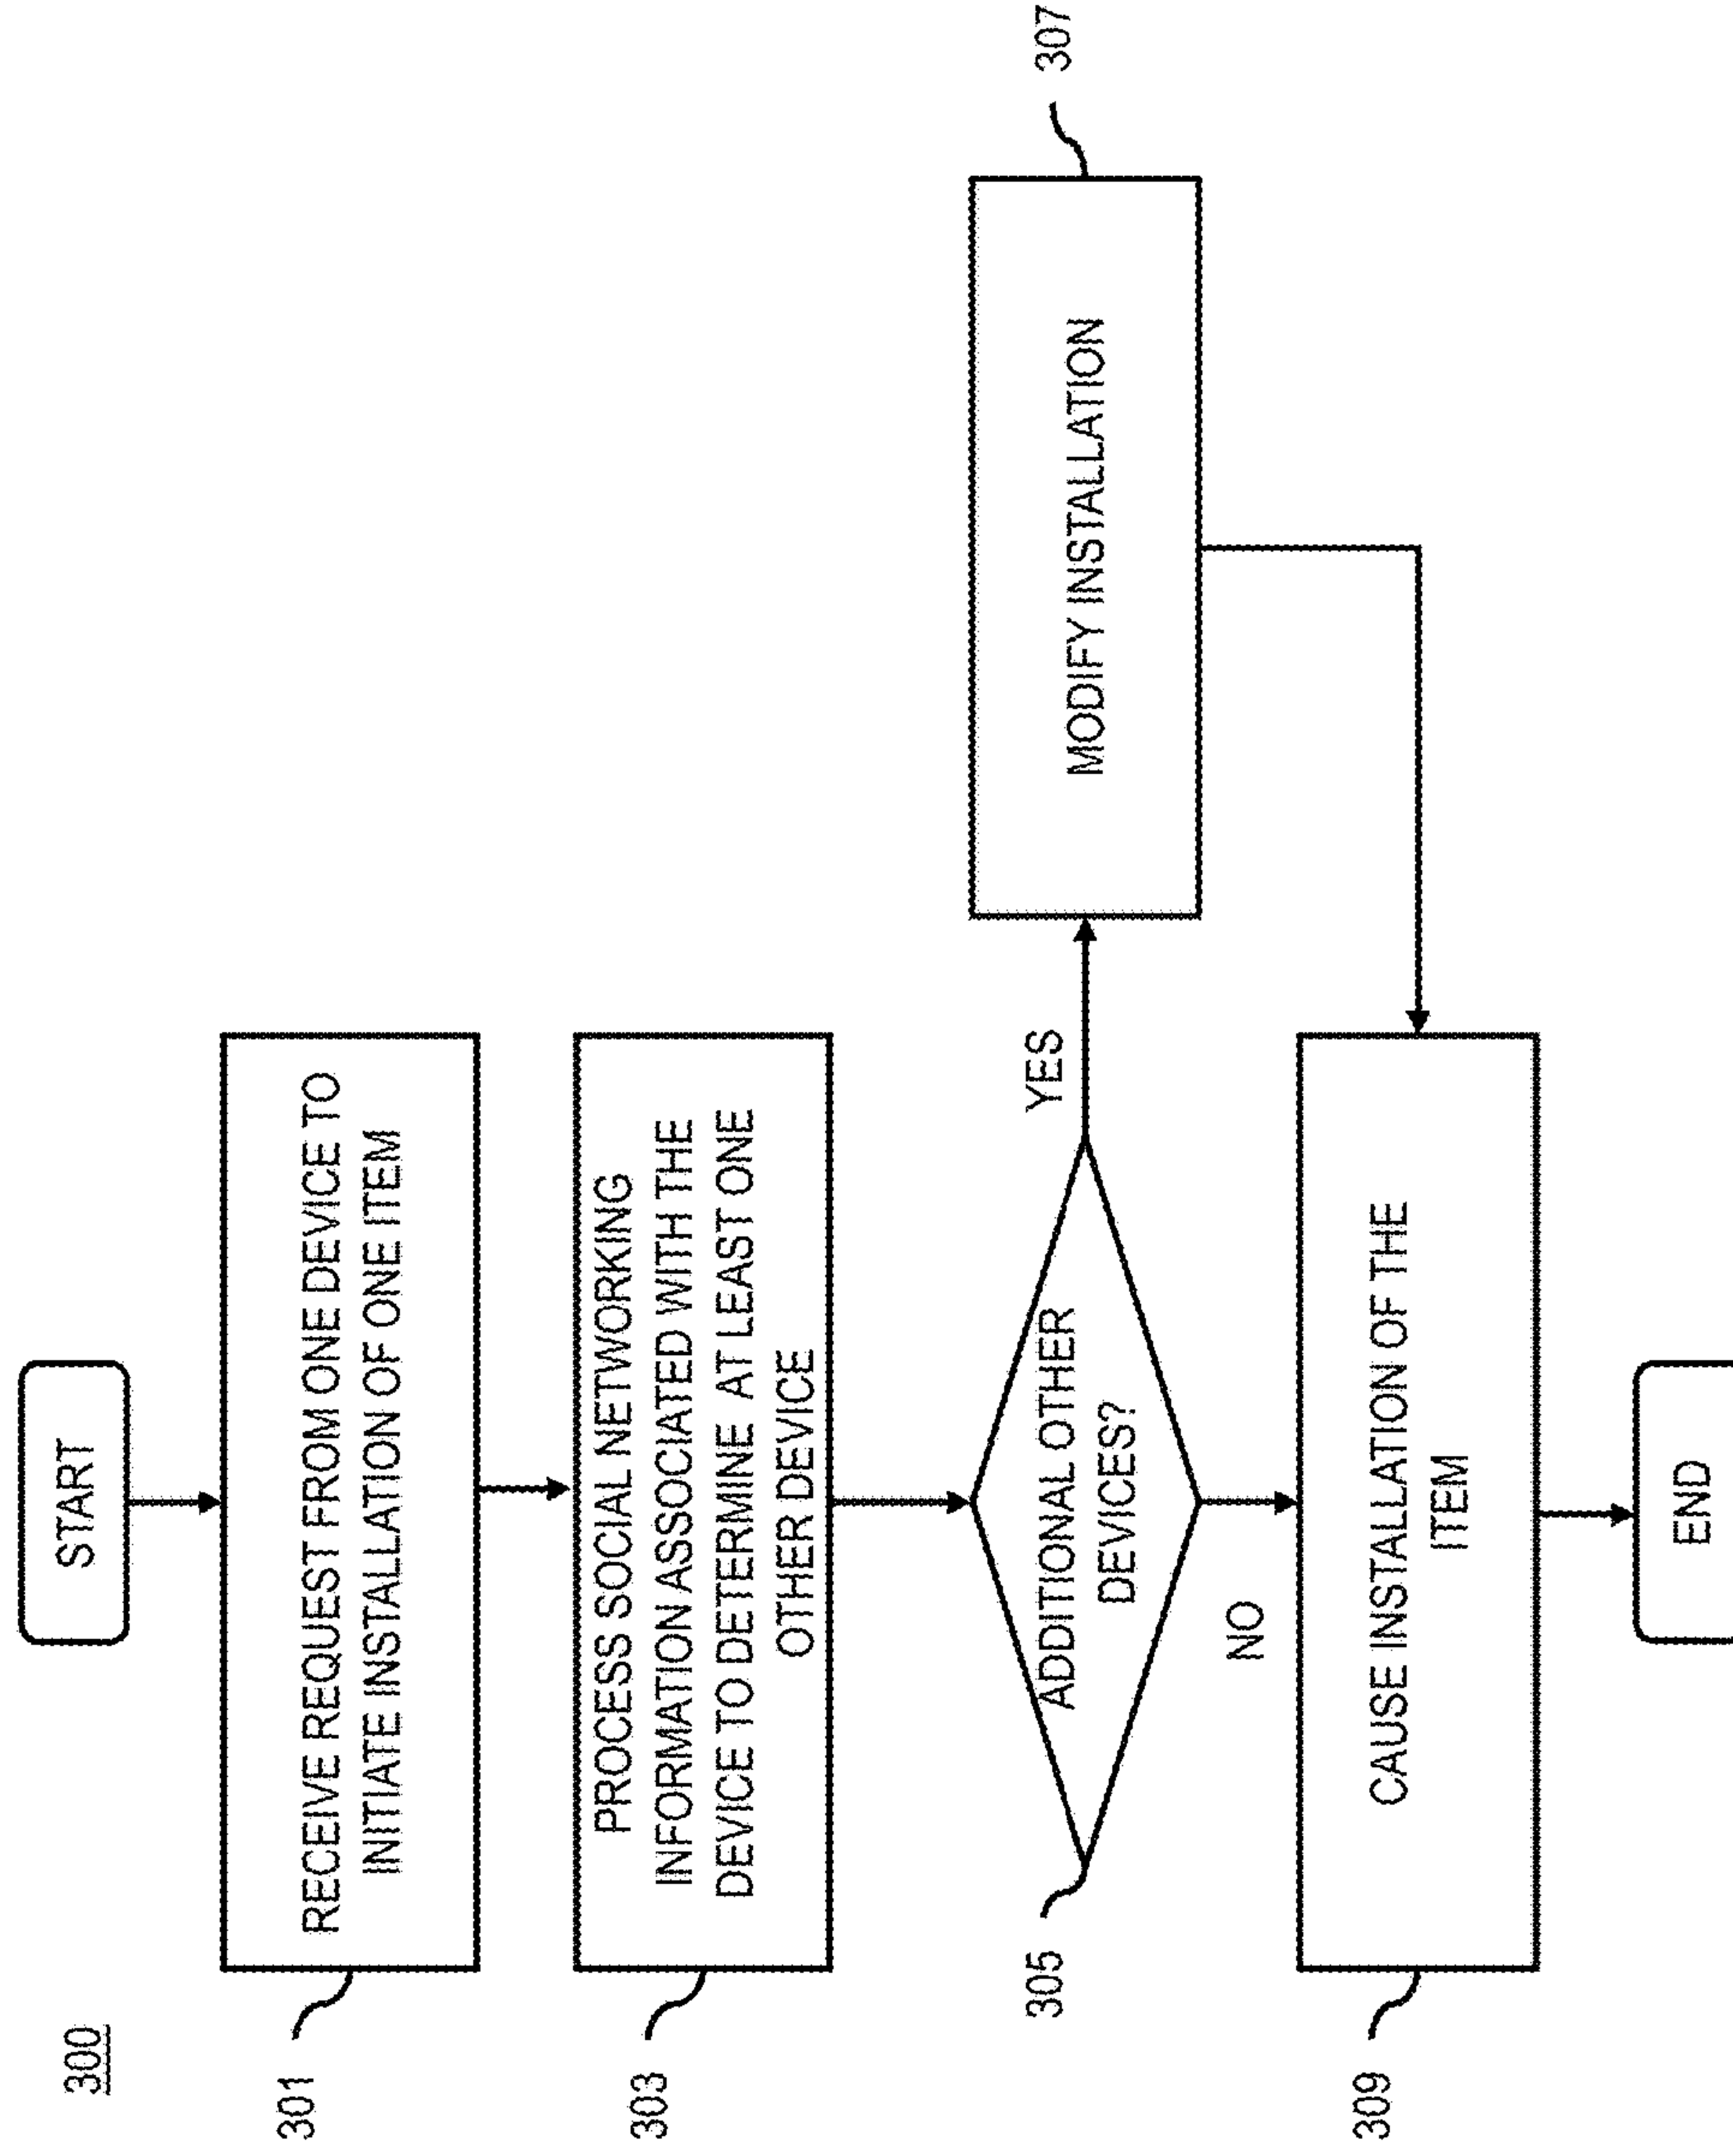 300
START
301
RECEIVE REQUEST FROM ONE DEVICE TO
INITIATE INSTALLATION OF ONE ITEM
303
PROCESS SOCIAL NETWORKING
INFORMATION ASSOCIATED WITH THE
DEVICE TO DETERMINE AT LEAST ONE
OTHER DEVICE
305
ADDITIONAL OTHER
DEVICES?
YES
NO
307
MODIFY INSTALLATION
309
CAUSE INSTALLATION OF THE
ITEM
END